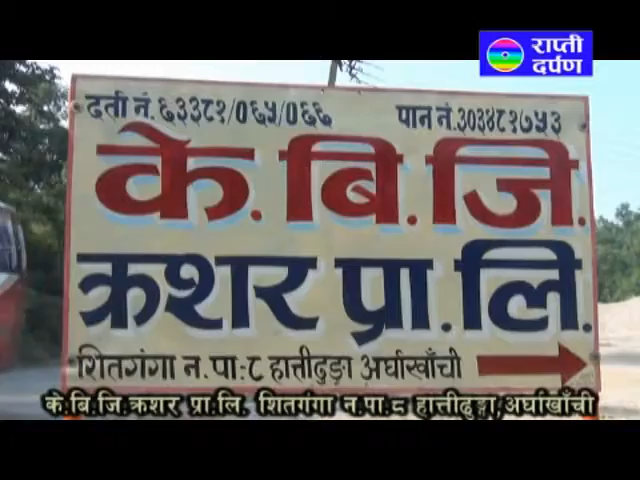 राप्ती
दर्पण
दर्ता नं.६३३८१/०६५/०६६ पान नं.३०३४८१७५३
के.बि.जि.
क्रशर प्रा.लि.
शितगंगा न.पा:८ हात्तीढुङा अर्घाखाँची
के.बि.जि.क्रशर प्रा.लि. शितगंगा न.पा.८ हात्तीढुङ्गा,अर्घाखाँची